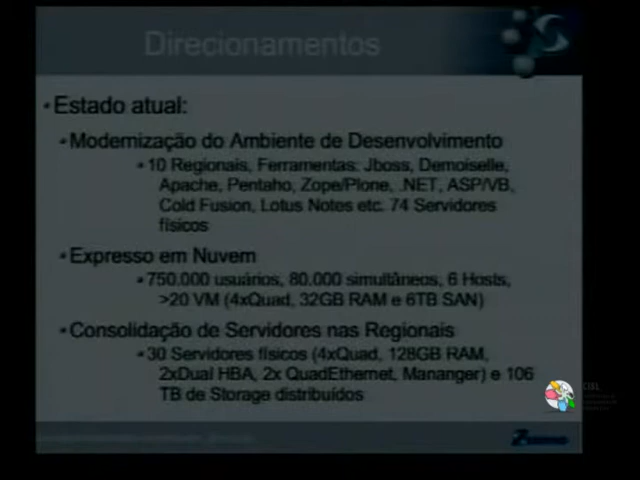 Direcionamentos
Estado atual:
Modernização do Ambiente de Desenvolvimento
10 Regionais, Ferramentas: Jboss, Demoiselle,
Apache, Pentaho, Zope/Plone, .NET, ASP/VB,
Cold Fusion, Lotus Notes etc. 74 Servidores
físicos
Expresso em Nuvem
750.000 usuários, 80.000 simultâneos, 6 Hosts,
>20 VM (4xQuad, 32GB RAM e 6TB SAN)
Consolidação de Servidores nas Regionais
30 Servidores físicos (4xQuad, 128GB RAM,
2xDual HBA, 2x QuadEthernet, Mananger) e 106
TB de Storage distribuídos
CISL